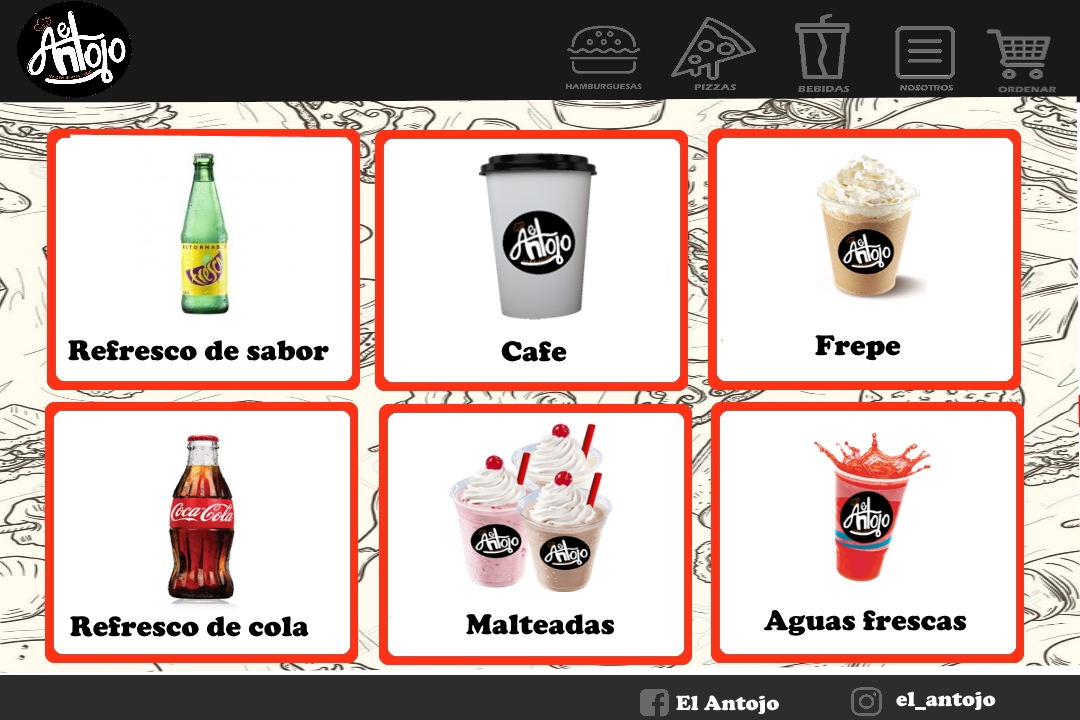 el
Antojo
HAMBURGUESAS
PIZZAS
BEBIDAS
NOSOTROS
ORDENAR
RETORNABLE
Fresca
Refresco de sabor
el
Antojo
Cafe
el
Antojo
Frepe
Coca-Cola
Refresco de cola
el
Antojo
el
Antojo
Malteadas
el
Antojo
Aguas frescas
El Antojo
el_antojo